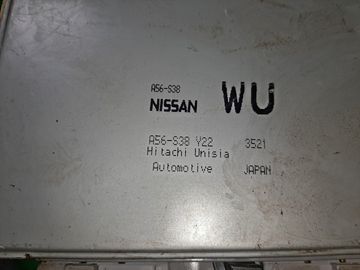 A56-S38
NISSAN WU
A56-S38 Y22 3521
Hitachi Unisia
Automotive JAPAN